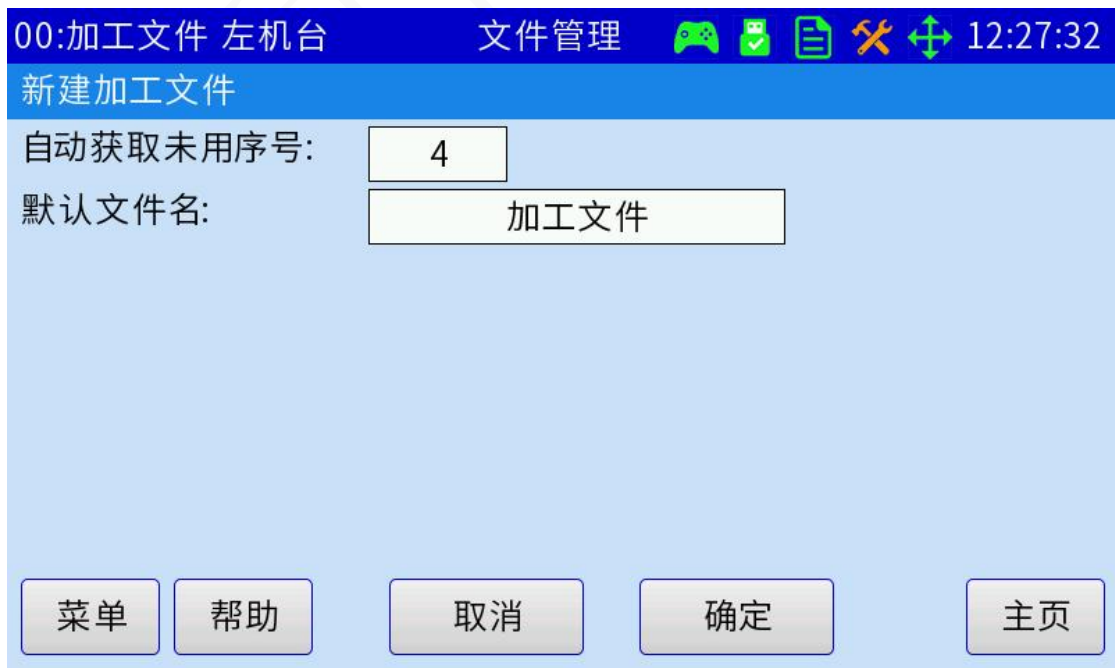 00:加工文件 左机台 文件管理 12:27:32
新建加工文件
自动获取未用序号: 4
默认文件名: 加工文件
菜单 帮助 取消 确定 主页